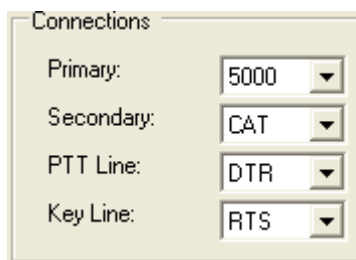 Connections
Primary: 5000
Secondary: CAT
PTT Line: DTR
Key Line: RTS